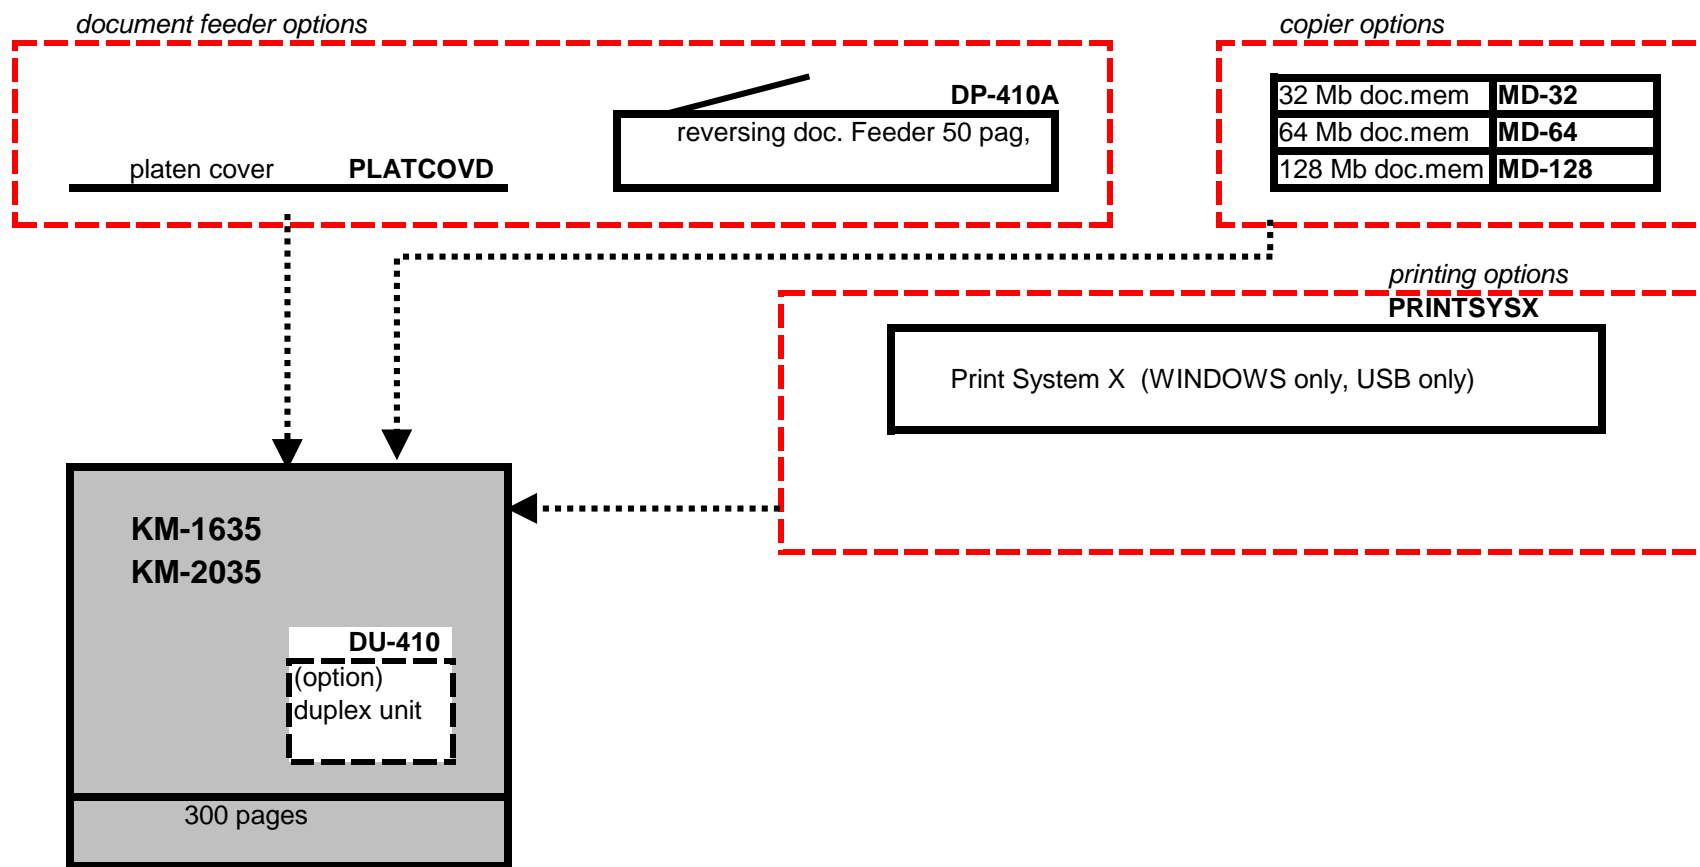 document feeder options
copier options
DP-410A
reversing doc. Feeder 50 pag,
platen cover PLATCOVD
32 Mb doc.mem MD-32
64 Mb doc.mem MD-64
128 Mb doc.mem MD-128
printing options
PRINTSYSX
Print System X (WINDOWS only, USB only)
KM-1635
KM-2035
DU-410
(option)
duplex unit
300 pages